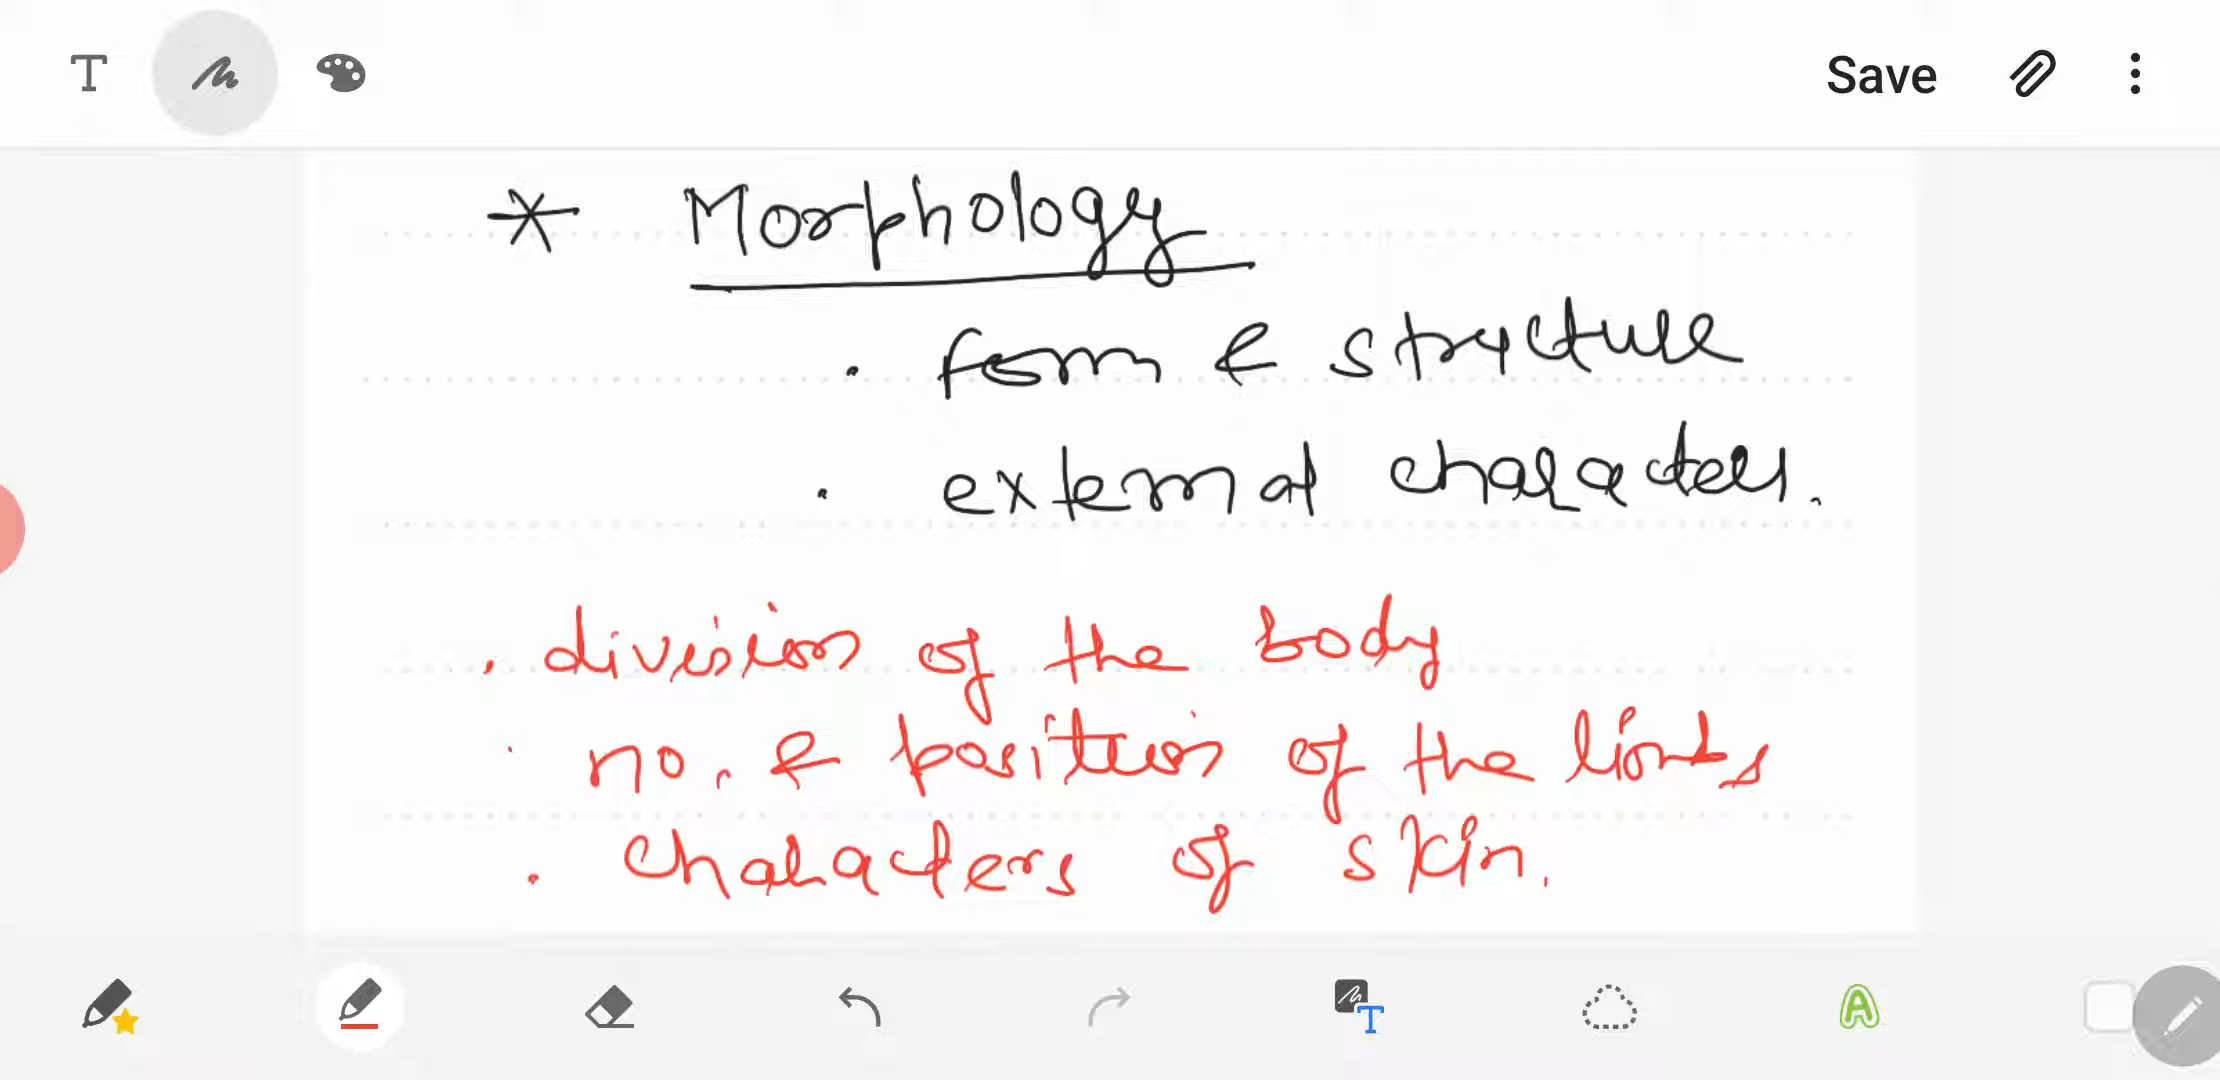 T Save
* Morphology
. form & structure
. external characters.
. division of the body
. no. & position of the limbs
. characters of skin.
T A